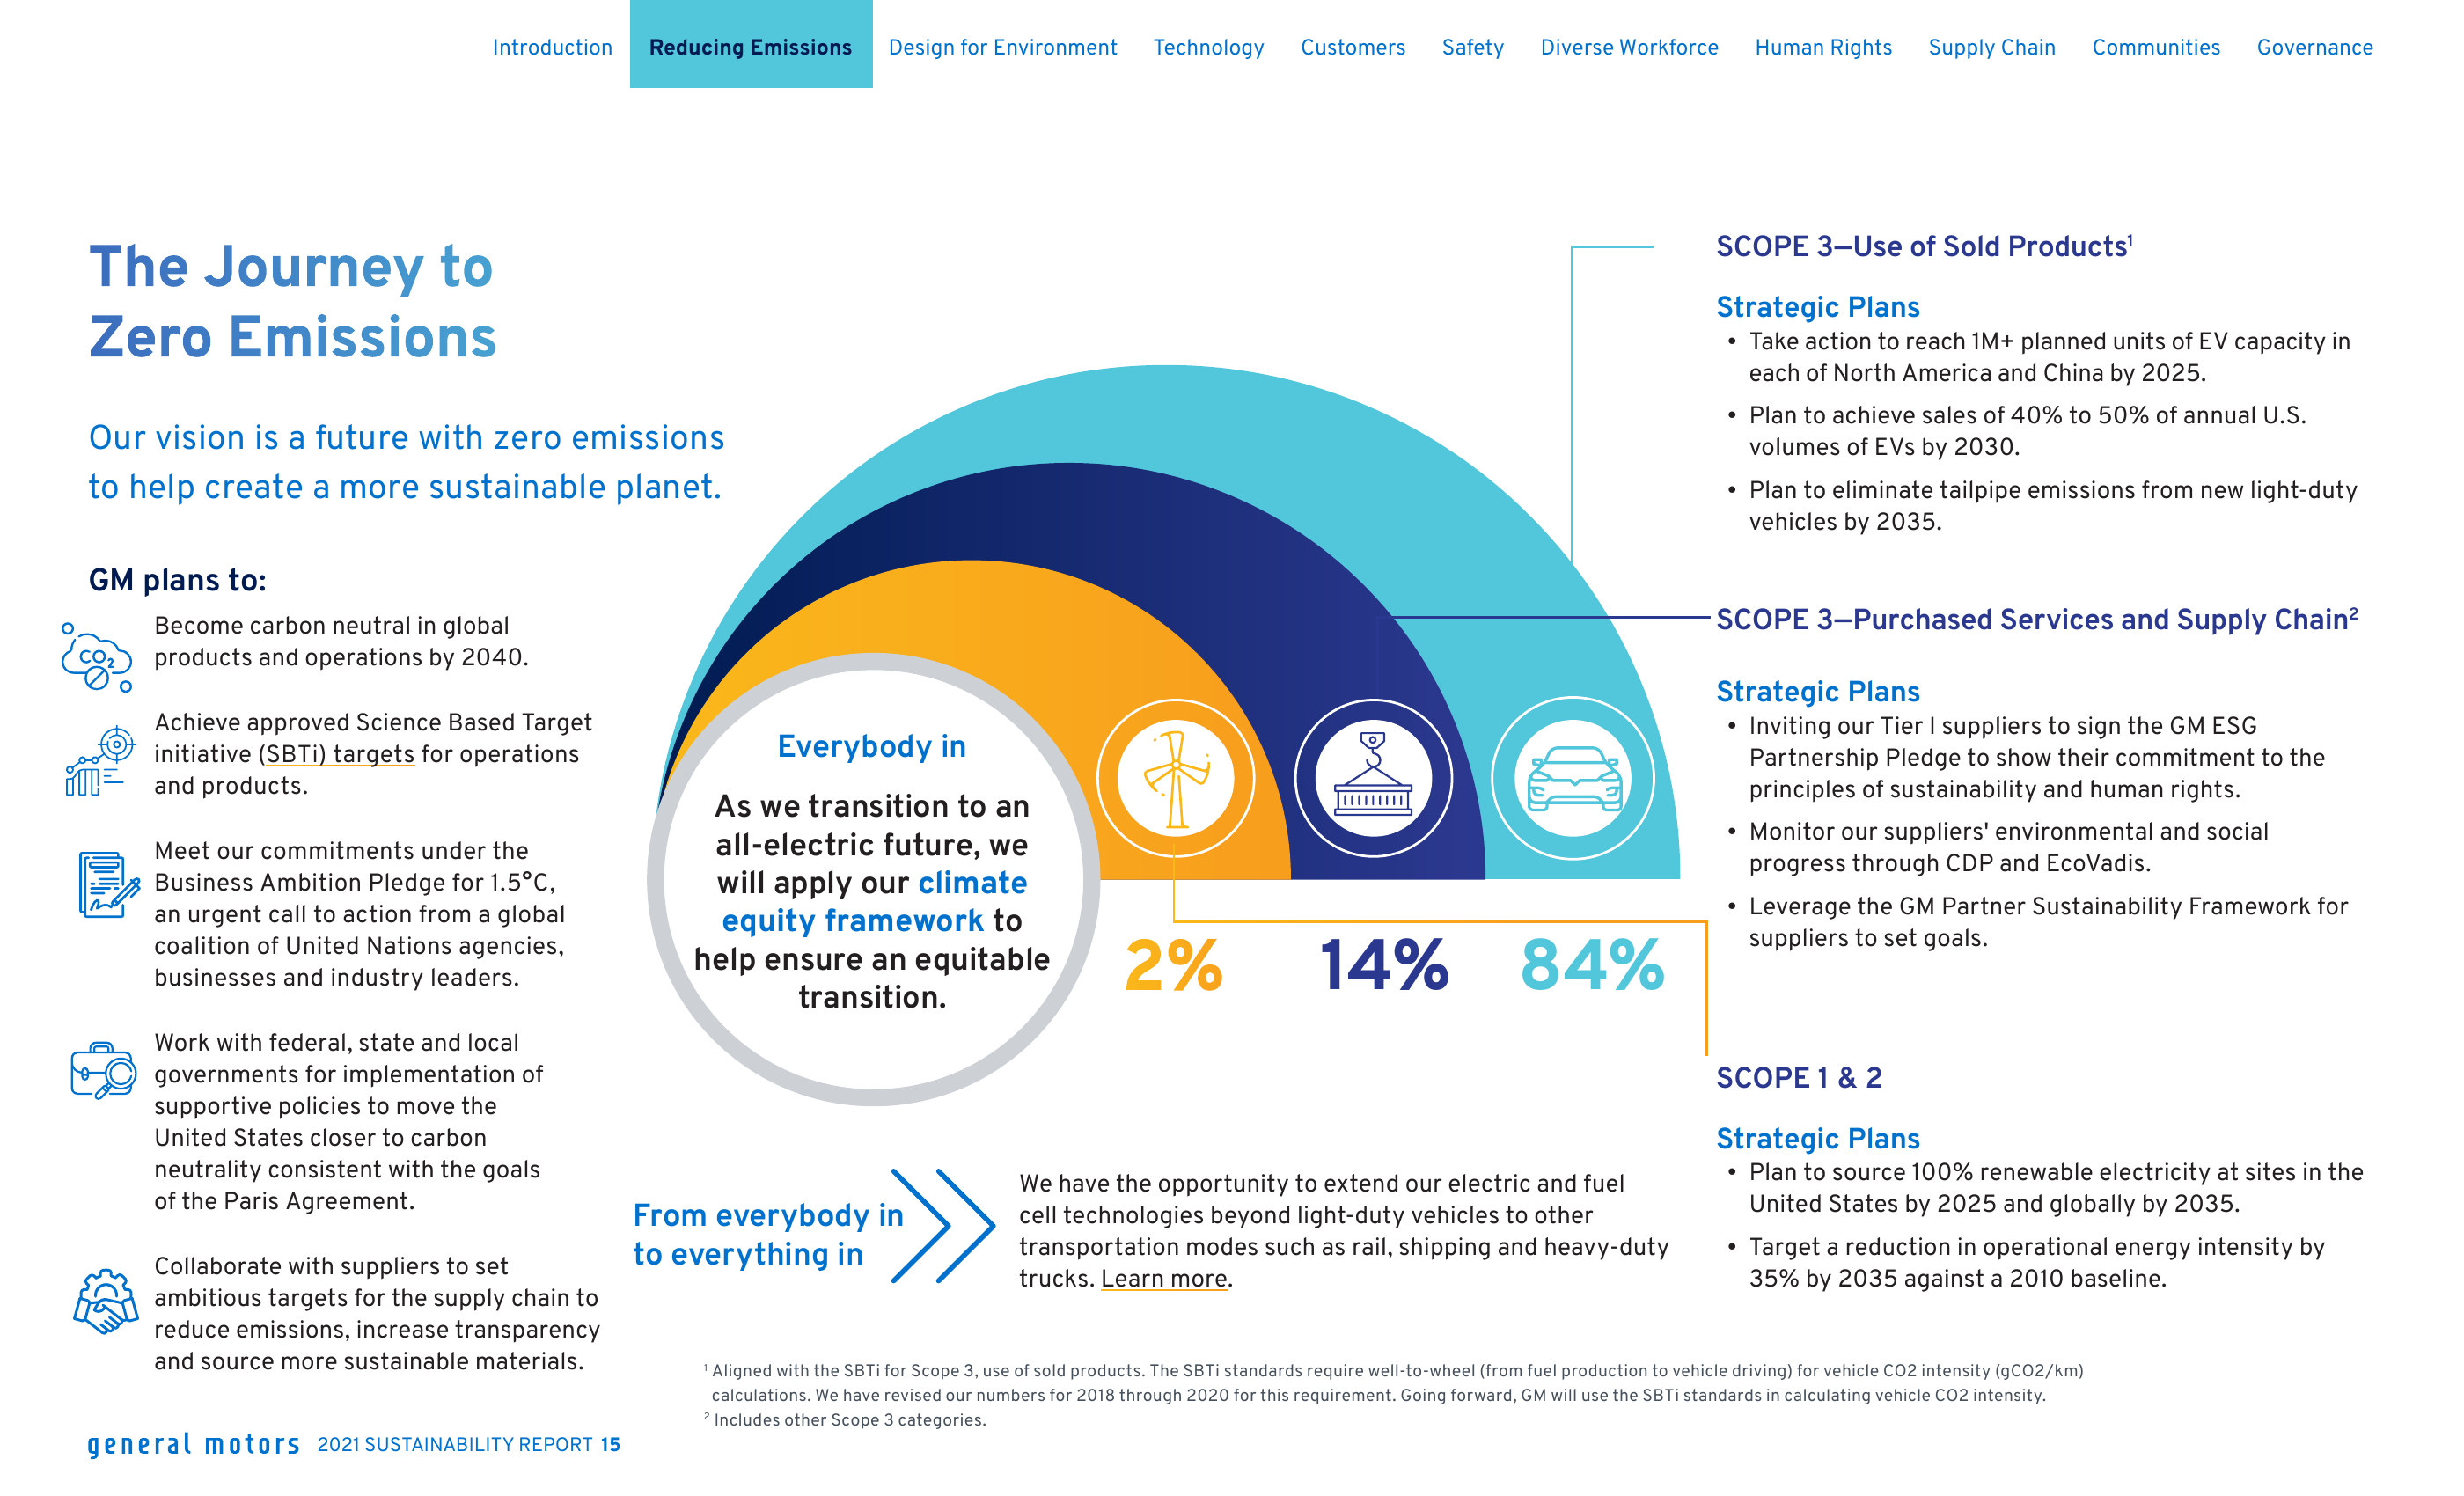 Introduction Reducing Emissions Design for Environment Technology Customers Safety Diverse Workforce Human Rights Supply Chain Communities Governance
The Journey to
Zero Emissions
Our vision is a future with zero emissions
to help create a more sustainable planet.
GM plans to:
CO2
Become carbon neutral in global
products and operations by 2040.
Achieve approved Science Based Target
initiative (SBTi) targets for operations
and products.
Meet our commitments under the
Business Ambition Pledge for 1.5°C,
an urgent call to action from a global
coalition of United Nations agencies,
businesses and industry leaders.
Work with federal, state and local
governments for implementation of
supportive policies to move the
United States closer to carbon
neutrality consistent with the goals
of the Paris Agreement.
Collaborate with suppliers to set
ambitious targets for the supply chain to
reduce emissions, increase transparency
and source more sustainable materials.
Everybody in
As we transition to an
all-electric future, we
will apply our climate
equity framework to
help ensure an equitable
transition.
2% 14% 84%
From everybody in
to everything in
We have the opportunity to extend our electric and fuel
cell technologies beyond light-duty vehicles to other
transportation modes such as rail, shipping and heavy-duty
trucks. Learn more.
SCOPE 3—Use of Sold Products¹
Strategic Plans
• Take action to reach 1M+ planned units of EV capacity in
each of North America and China by 2025.
• Plan to achieve sales of 40% to 50% of annual U.S.
volumes of EVs by 2030.
• Plan to eliminate tailpipe emissions from new light-duty
vehicles by 2035.
SCOPE 3—Purchased Services and Supply Chain²
Strategic Plans
• Inviting our Tier I suppliers to sign the GM ESG
Partnership Pledge to show their commitment to the
principles of sustainability and human rights.
• Monitor our suppliers' environmental and social
progress through CDP and EcoVadis.
• Leverage the GM Partner Sustainability Framework for
suppliers to set goals.
SCOPE 1 & 2
Strategic Plans
• Plan to source 100% renewable electricity at sites in the
United States by 2025 and globally by 2035.
• Target a reduction in operational energy intensity by
35% by 2035 against a 2010 baseline.
¹ Aligned with the SBTi for Scope 3, use of sold products. The SBTi standards require well-to-wheel (from fuel production to vehicle driving) for vehicle CO2 intensity (gCO2/km)
calculations. We have revised our numbers for 2018 through 2020 for this requirement. Going forward, GM will use the SBTi standards in calculating vehicle CO2 intensity.
² Includes other Scope 3 categories.
general motors 2021 SUSTAINABILITY REPORT 15